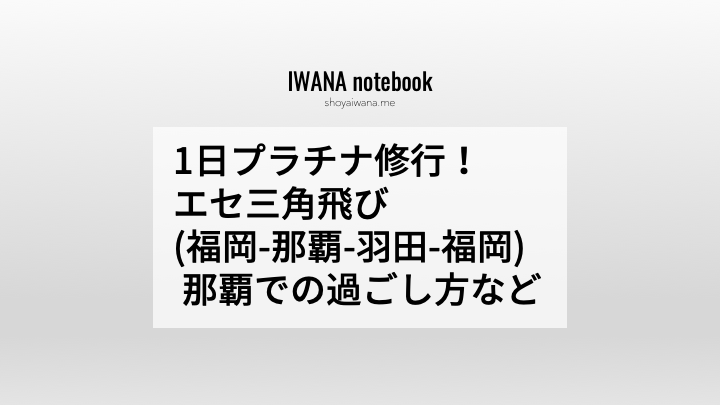 IWANA notebook
shoyaiwana.me
1日プラチナ修行！
エセ三角飛び
(福岡-那覇-羽田-福岡)
那覇での過ごし方など